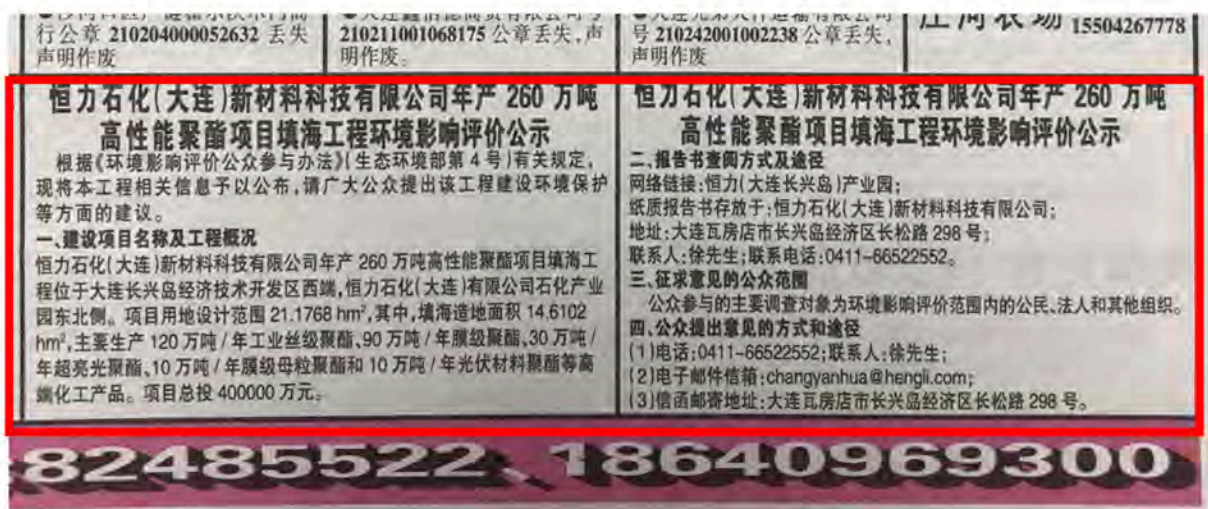 行公章 210204000052632 丢失
声明作废
210211001068175 公章丢失,声
明作废。
号 210242001002238 公章丢失,
声明作废
庄河农场 15504267778
恒力石化(大连)新材料科技有限公司年产 260 万吨
高性能聚酯项目填海工程环境影响评价公示
根据《环境影响评价公众参与办法》(生态环境部第 4 号)有关规定,
现将本工程相关信息予以公布,请广大公众提出该工程建设环境保护
等方面的建议。
一、建设项目名称及工程概况
恒力石化(大连)新材料科技有限公司年产 260 万吨高性能聚酯项目填海工
程位于大连长兴岛经济技术开发区西端,恒力石化(大连)有限公司石化产业
园东北侧。项目用地设计范围 21.1768 hm²,其中,填海造地面积 14.6102
hm²,主要生产 120 万吨 / 年工业丝级聚酯、90 万吨 / 年膜级聚酯、30 万吨 /
年超亮光聚酯、10 万吨 / 年膜级母粒聚酯和 10 万吨 / 年光伏材料聚酯等高
端化工产品。项目总投 400000 万元。
恒力石化(大连)新材料科技有限公司年产 260 万吨
高性能聚酯项目填海工程环境影响评价公示
二、报告书查阅方式及途径
网络链接:恒力(大连长兴岛)产业园;
纸质报告书存放于:恒力石化(大连)新材料科技有限公司;
地址:大连瓦房店市长兴岛经济区长松路 298 号;
联系人:徐先生;联系电话:0411-66522552。
三、征求意见的公众范围
公众参与的主要调查对象为环境影响评价范围内的公民、法人和其他组织。
四、公众提出意见的方式和途径
(1)电话:0411-66522552;联系人:徐先生;
(2)电子邮件信箱:changyanhua@hengli.com;
(3)信函邮寄地址:大连瓦房店市长兴岛经济区长松路 298 号。
82485522、18640969300